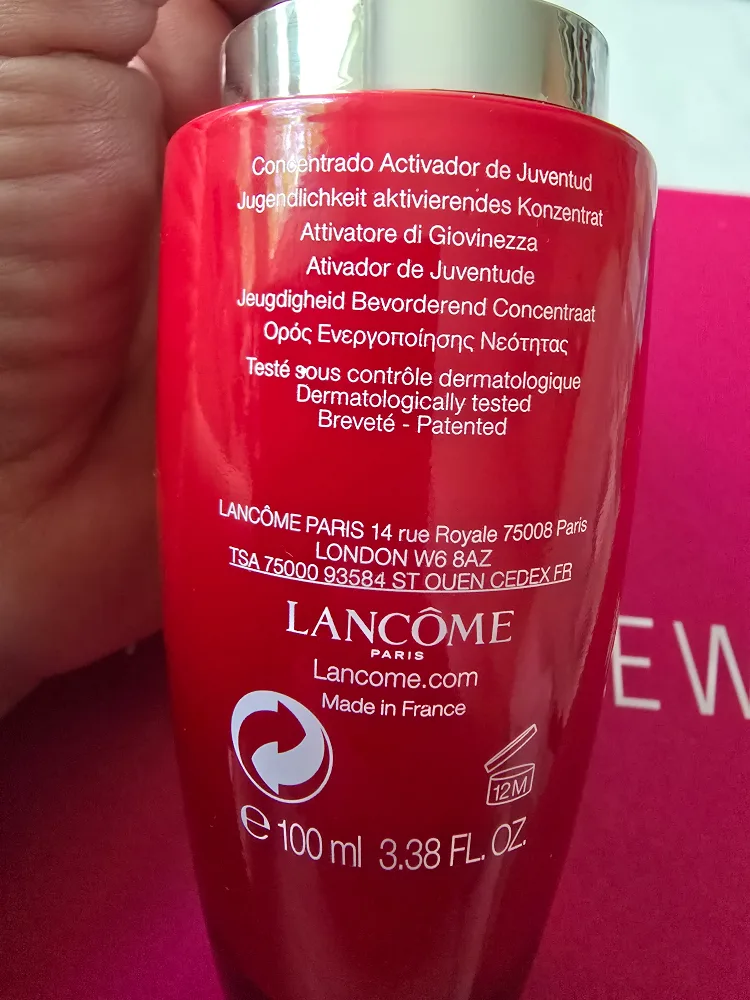 Concentrado Activador de Juventud
Jugendlichkeit aktivierendes Konzentrat
Attivatore di Giovinezza
Ativador de Juventude
Jeugdigheid Bevorderend Concentraat
Ορός Ενεργοποίησης Νεότητας
Testé sous contrôle dermatologique
Dermatologically tested
Breveté - Patented
LANCÔME PARIS 14 rue Royale 75008 Paris
LONDON W6 8AZ
TSA 75000 93584 ST OUEN CEDEX FR
LANCÔME
PARIS
Lancome.com
Made in France
12M
e 100 ml 3.38 FL. OZ.
EW